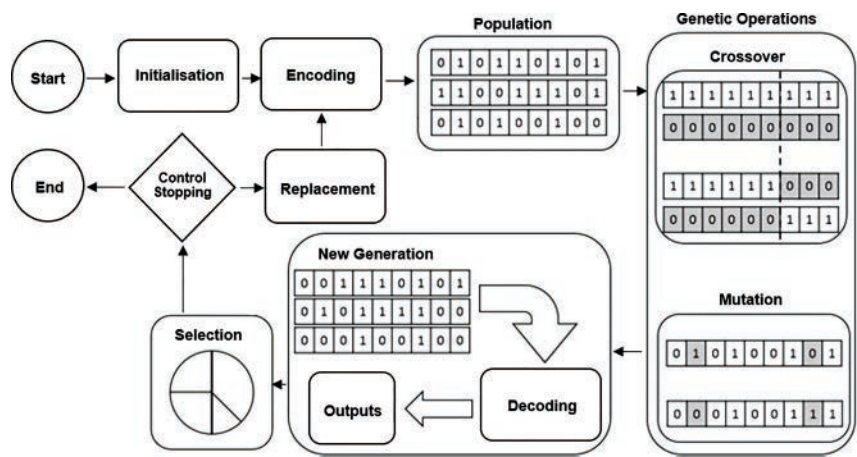 Population
Genetic Operations
Start
Initialisation
Encoding
0 1 0 1 1 0 1 0 1
1 1 0 0 1 1 1 0 1
0 1 0 1 0 0 1 0 0
Crossover
1 1 1 1 1 1 1 1 1
0 0 0 0 0 0 0 0 0
1 1 1 1 1 1 0 0 0
0 0 0 0 0 0 1 1 1
End
Control
Stopping
Replacement
New Generation
0 0 1 1 1 0 1 0 1
0 1 0 1 1 1 1 0 0
0 0 0 1 0 0 1 0 0
Mutation
0 1 0 1 0 0 1 0 1
0 0 0 1 0 0 1 1 1
Selection
Outputs
Decoding